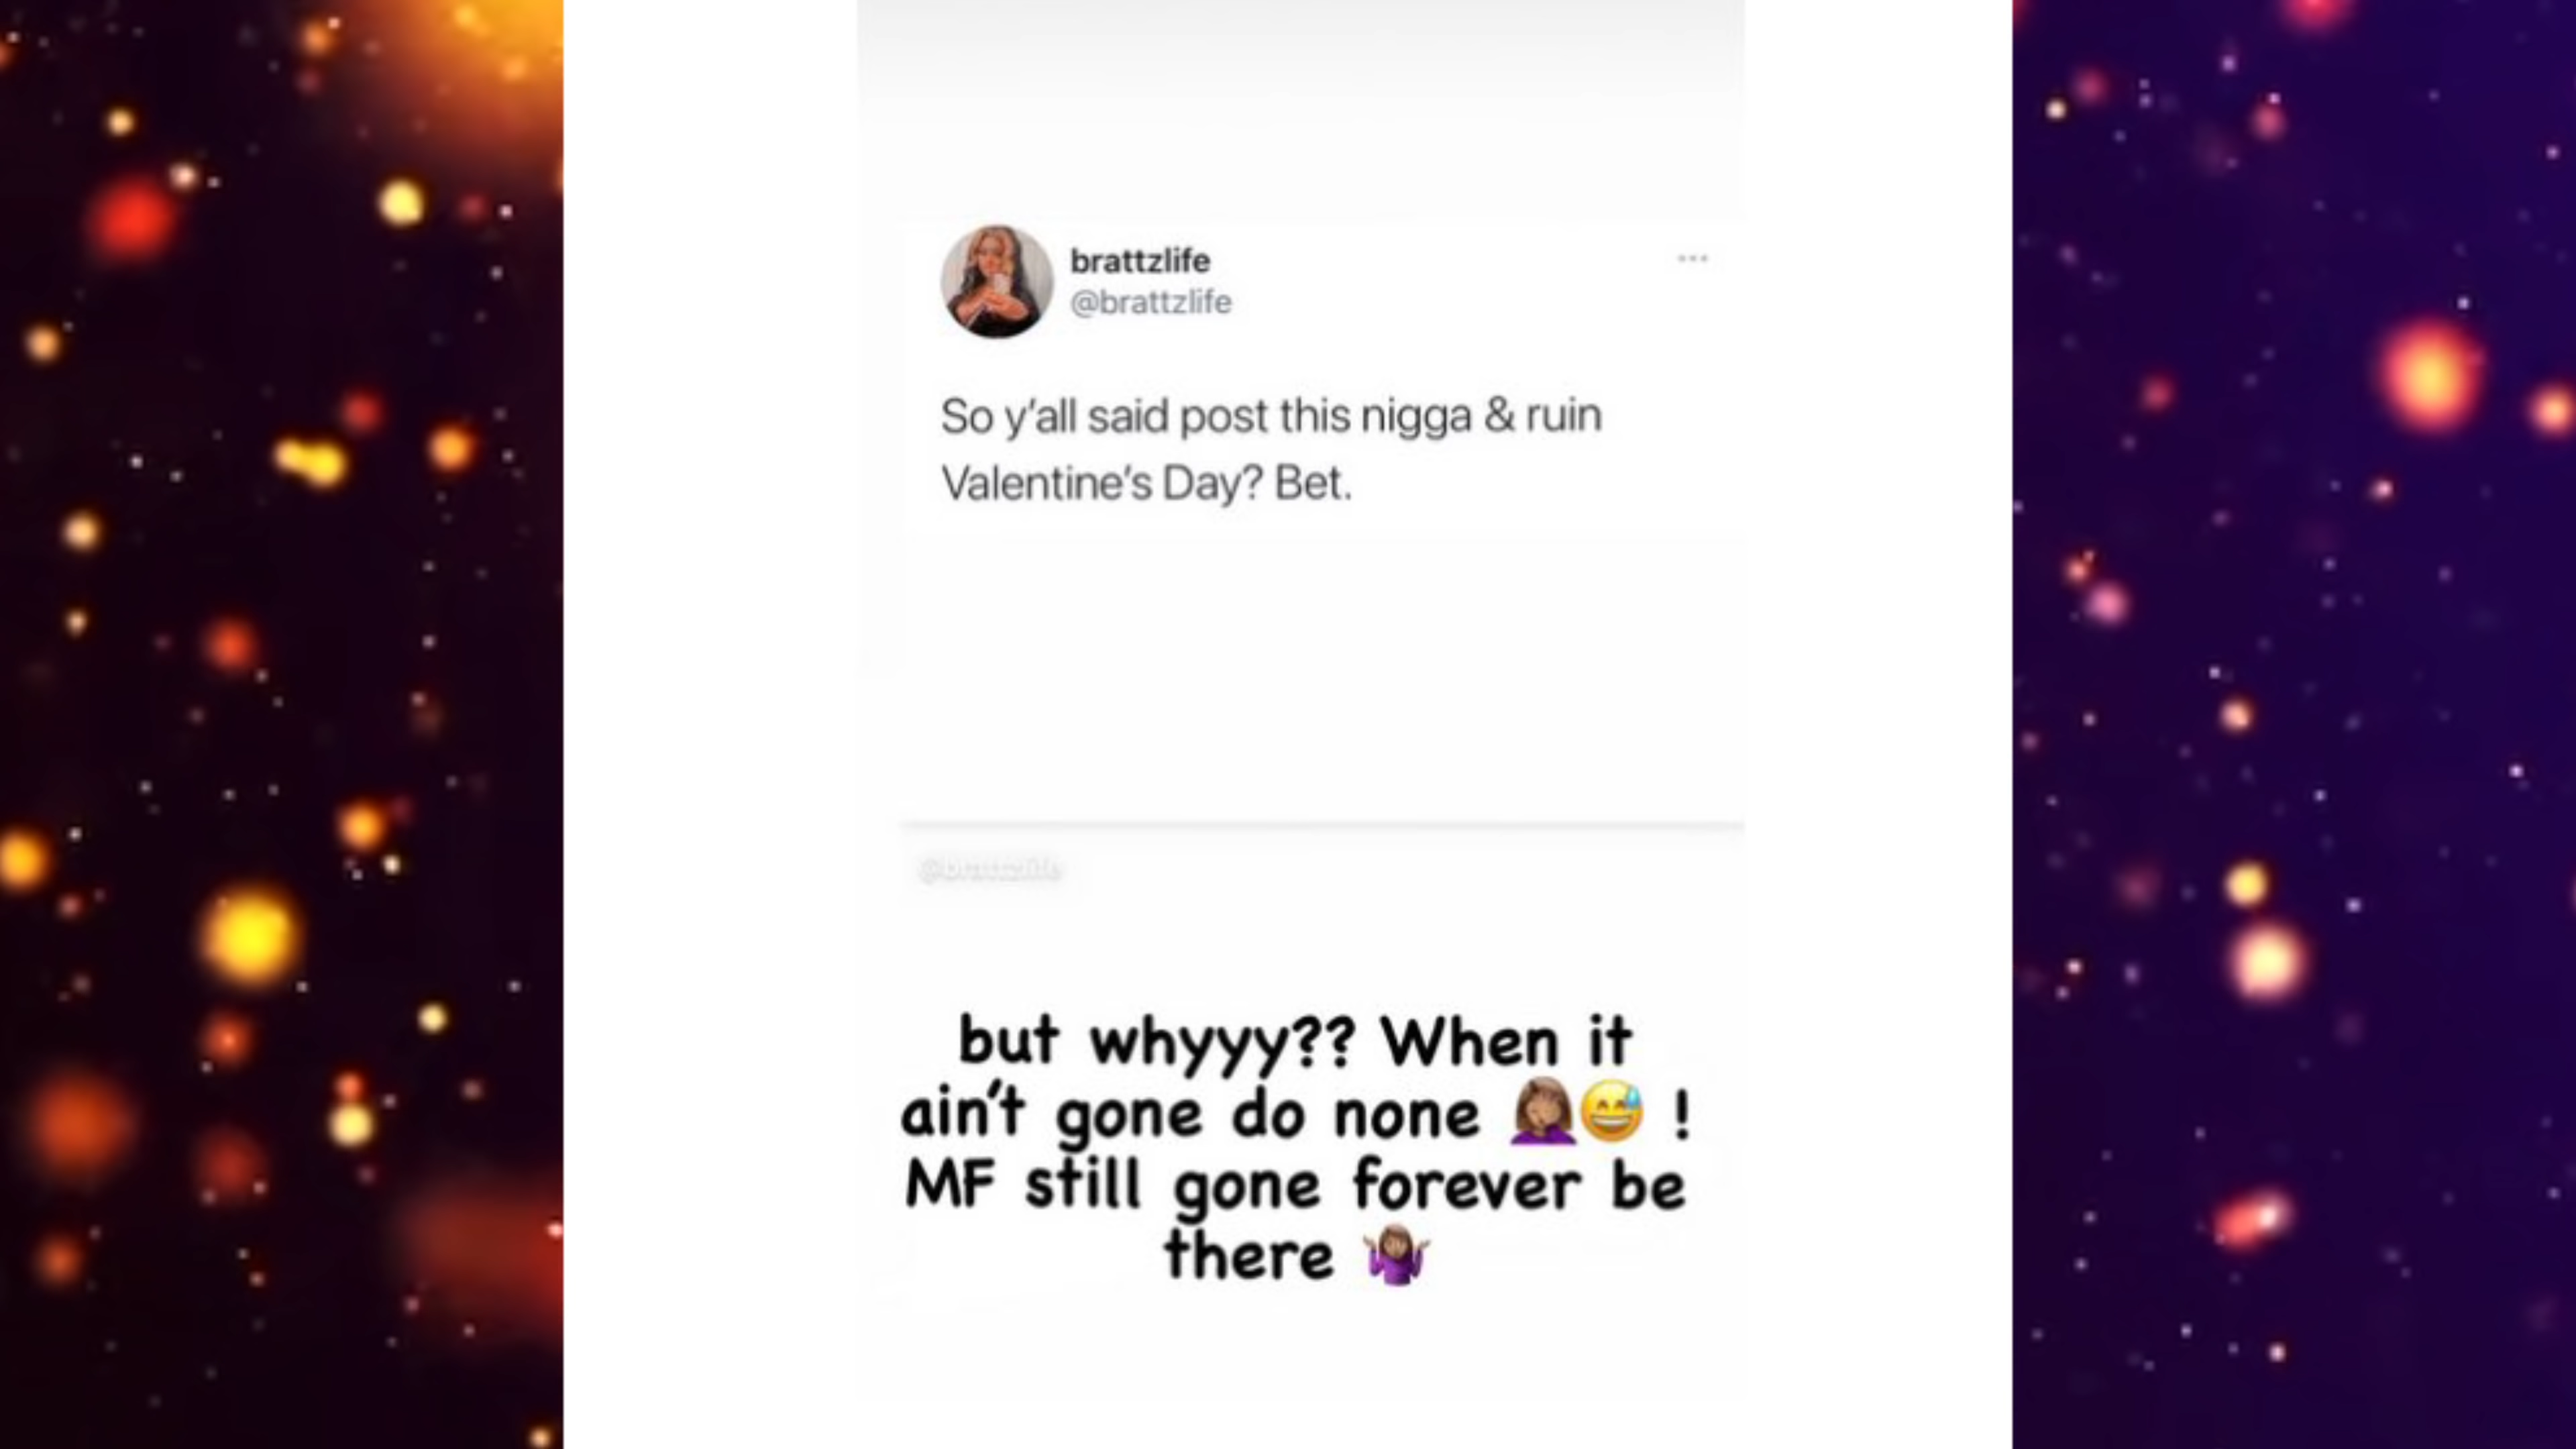 brattzlife
@brattzlife
So y'all said post this nigga & ruin
Valentine's Day? Bet.
@brattzlife
but whyyy?? When it
ain't gone do none 🤦🏽‍♀️😅 !
MF still gone forever be
there 🤷🏽‍♀️